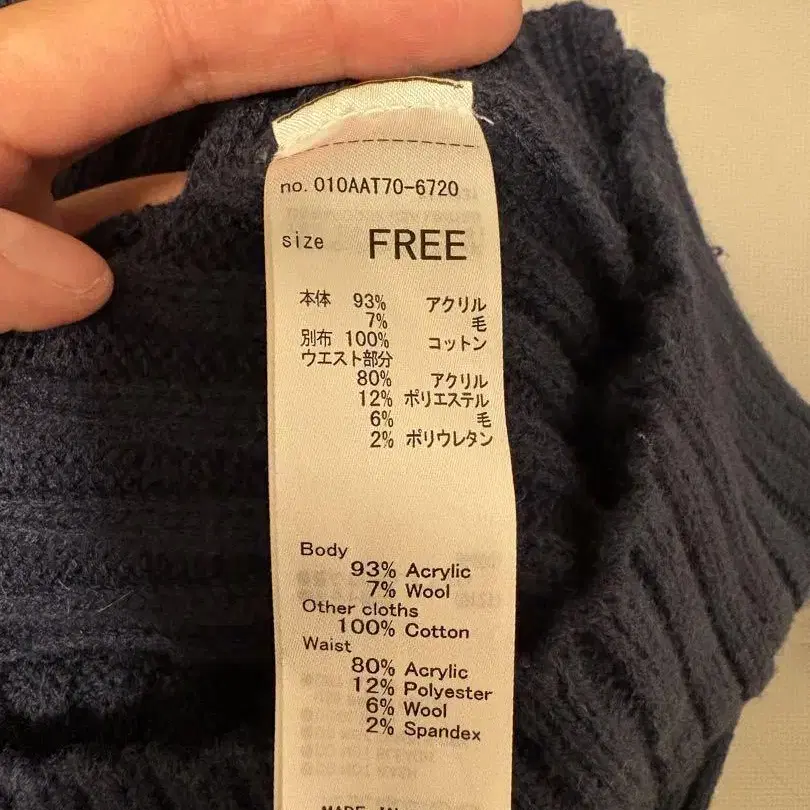 no. 010AAT70-6720
size FREE
本体 93% アクリル
7% 毛
別布 100% コットン
ウエスト部分
80% アクリル
12% ポリエステル
6% 毛
2% ポリウレタン
Body
93% Acrylic
7% Wool
Other cloths
100% Cotton
Waist
80% Acrylic
12% Polyester
6% Wool
2% Spandex
MADE IN